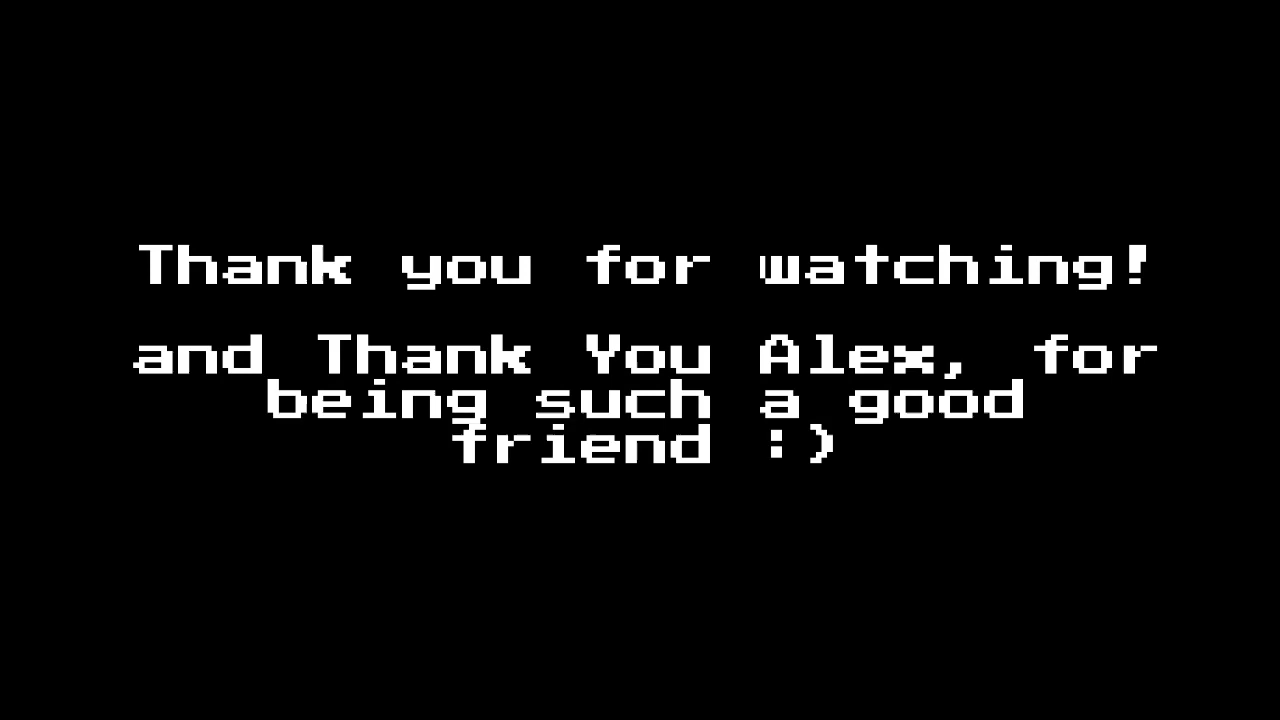 Thank you for watching!
and Thank You Alex, for
being such a good
friend :)